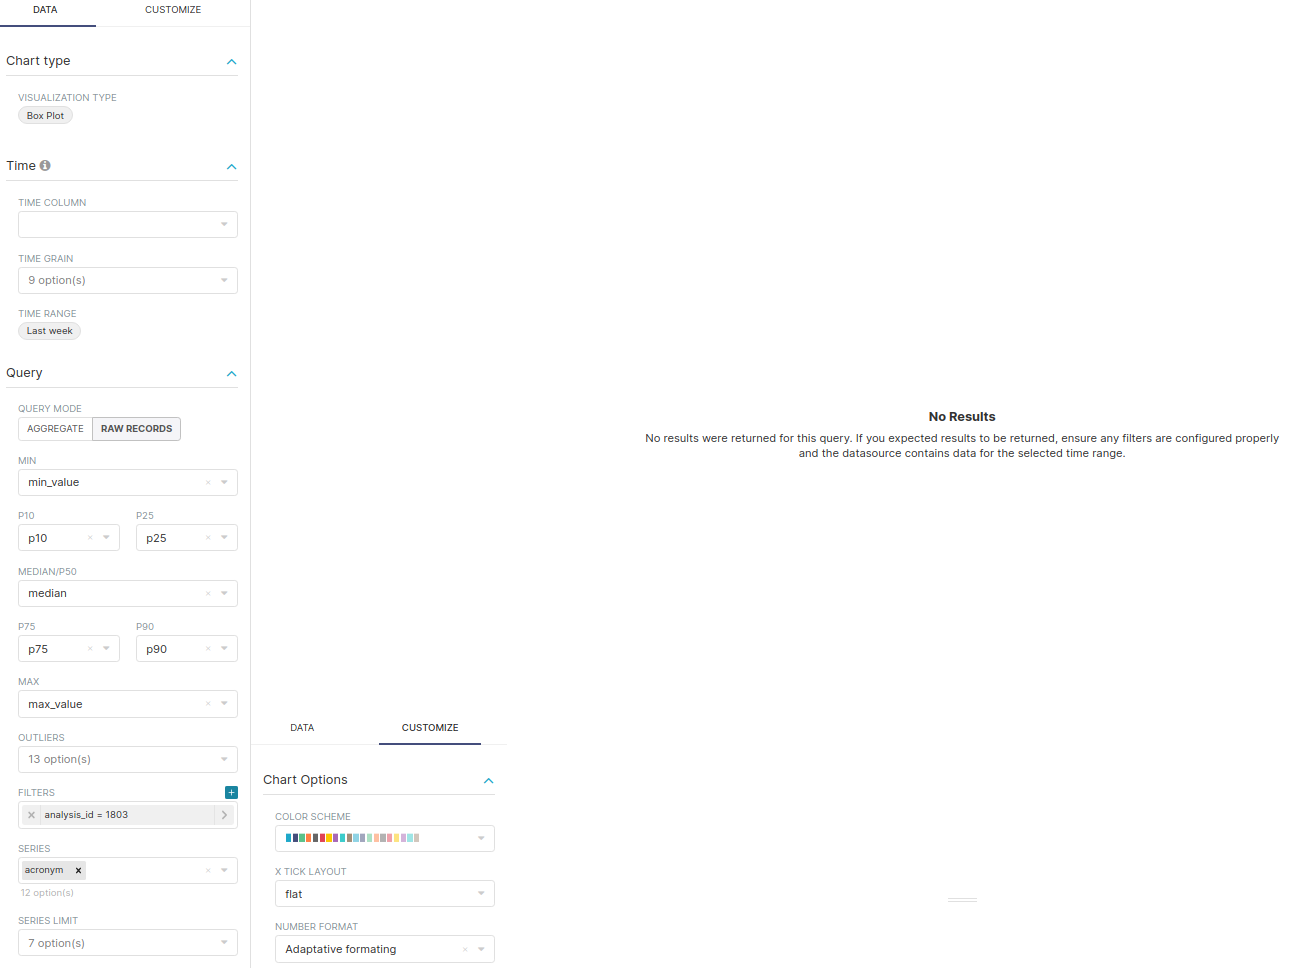 DATA
CUSTOMIZE
Chart type
VISUALIZATION TYPE
Box Plot
Time
TIME COLUMN
TIME GRAIN
9 option(s)
TIME RANGE
Last week
Query
QUERY MODE
AGGREGATE
RAW RECORDS
MIN
min_value
P10
P25
p10
p25
MEDIAN/P50
median
P75
P90
p75
p90
MAX
max_value
OUTLIERS
13 option(s)
FILTERS
analysis_id = 1803
SERIES
acronym
12 option(s)
SERIES LIMIT
7 option(s)
No Results
No results were returned for this query. If you expected results to be returned, ensure any filters are configured properly
and the datasource contains data for the selected time range.
DATA
CUSTOMIZE
Chart Options
COLOR SCHEME
X TICK LAYOUT
flat
NUMBER FORMAT
Adaptative formating